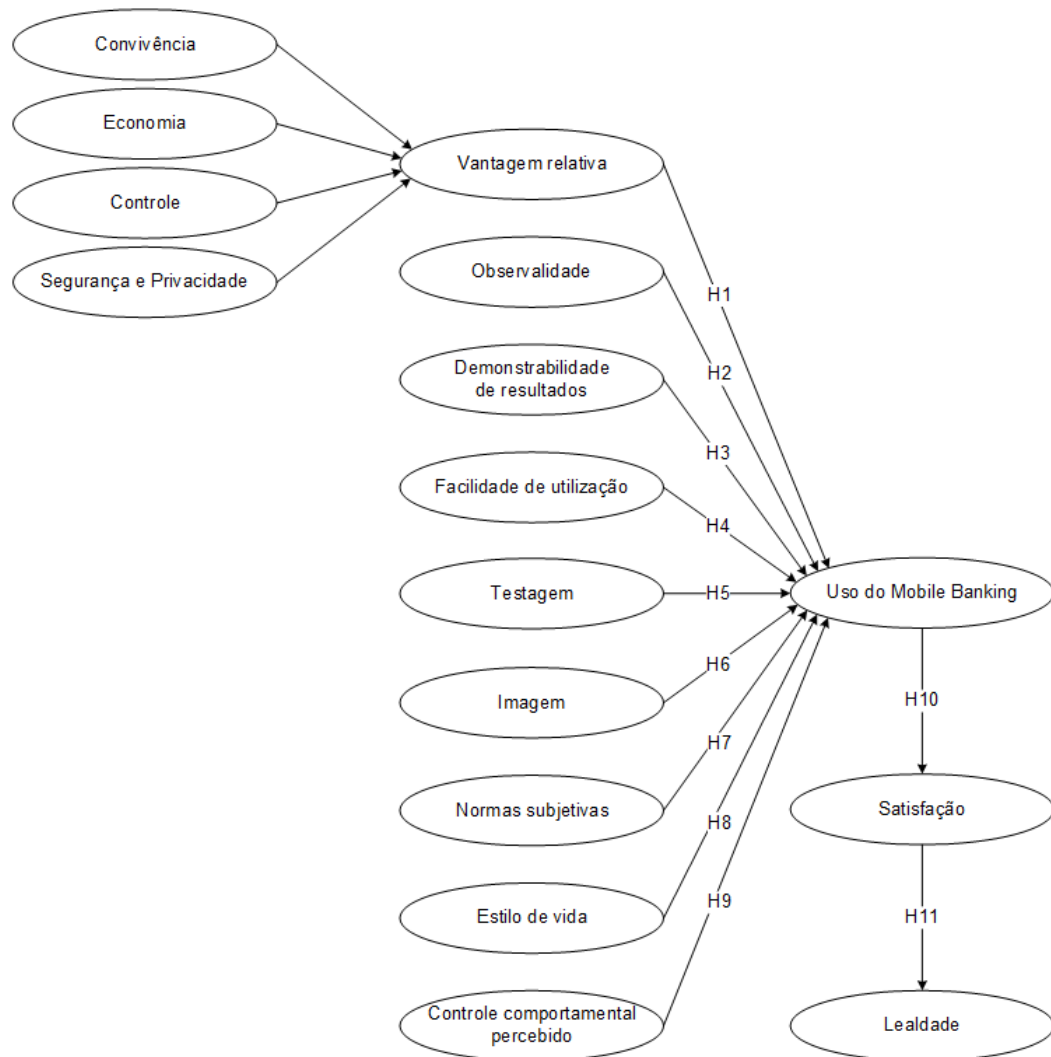 Convivência
Economia
Controle
Segurança e Privacidade
Vantagem relativa
Observalidade
Demonstrabilidade
de resultados
Facilidade de utilização
Testagem
Imagem
Normas subjetivas
Estilo de vida
Controle comportamental
percebido
H1
H2
H3
H4
H5
H6
H7
H8
H9
Uso do Mobile Banking
H10
Satisfação
H11
Lealdade